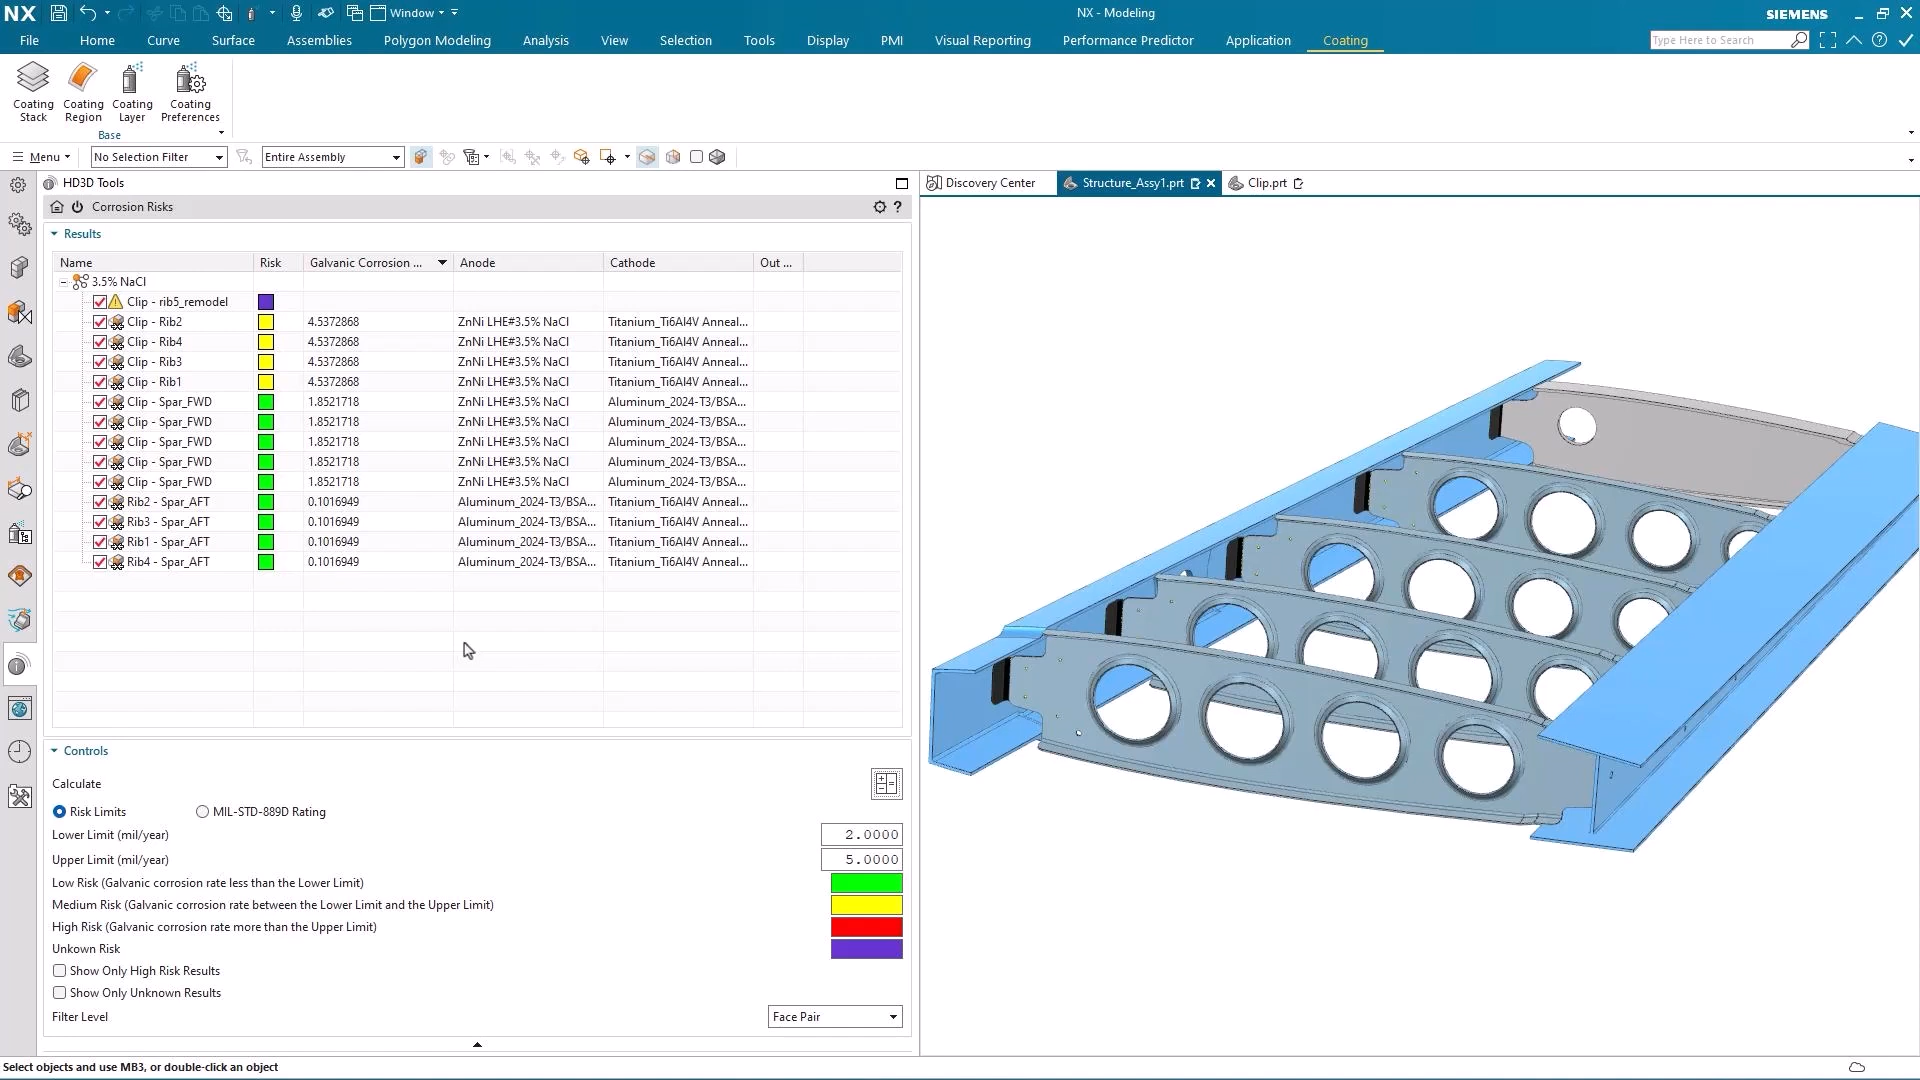 NX
Window
NX - Modeling
SIEMENS
File Home Curve Surface Assemblies Polygon Modeling Analysis View Selection Tools Display PMI Visual Reporting Performance Predictor Application Coating
Type Here to Search
Coating Stack
Coating Region
Coating Layer
Coating Preferences
Base
Menu
No Selection Filter
Entire Assembly
HD3D Tools
Discovery Center
Structure_Assy1.prt
Clip.prt
Corrosion Risks
Results
Name Risk Galvanic Corrosion ... Anode Cathode Out ...
3.5% NaCl
Clip - rib5_remodel
Clip - Rib2 4.5372868 ZnNi LHE#3.5% NaCl Titanium_Ti6Al4V Anneal...
Clip - Rib4 4.5372868 ZnNi LHE#3.5% NaCl Titanium_Ti6Al4V Anneal...
Clip - Rib3 4.5372868 ZnNi LHE#3.5% NaCl Titanium_Ti6Al4V Anneal...
Clip - Rib1 4.5372868 ZnNi LHE#3.5% NaCl Titanium_Ti6Al4V Anneal...
Clip - Spar_FWD 1.8521718 ZnNi LHE#3.5% NaCl Aluminum_2024-T3/BSA...
Clip - Spar_FWD 1.8521718 ZnNi LHE#3.5% NaCl Aluminum_2024-T3/BSA...
Clip - Spar_FWD 1.8521718 ZnNi LHE#3.5% NaCl Aluminum_2024-T3/BSA...
Clip - Spar_FWD 1.8521718 ZnNi LHE#3.5% NaCl Aluminum_2024-T3/BSA...
Clip - Spar_FWD 1.8521718 ZnNi LHE#3.5% NaCl Aluminum_2024-T3/BSA...
Rib2 - Spar_AFT 0.1016949 Aluminum_2024-T3/BSA... Titanium_Ti6Al4V Anneal...
Rib3 - Spar_AFT 0.1016949 Aluminum_2024-T3/BSA... Titanium_Ti6Al4V Anneal...
Rib1 - Spar_AFT 0.1016949 Aluminum_2024-T3/BSA... Titanium_Ti6Al4V Anneal...
Rib4 - Spar_AFT 0.1016949 Aluminum_2024-T3/BSA... Titanium_Ti6Al4V Anneal...
Controls
Calculate
Risk Limits MIL-STD-889D Rating
Lower Limit (mil/year) 2.0000
Upper Limit (mil/year) 5.0000
Low Risk (Galvanic corrosion rate less than the Lower Limit)
Medium Risk (Galvanic corrosion rate between the Lower Limit and the Upper Limit)
High Risk (Galvanic corrosion rate more than the Upper Limit)
Unkown Risk
Show Only High Risk Results
Show Only Unknown Results
Filter Level Face Pair
Select objects and use MB3, or double-click an object